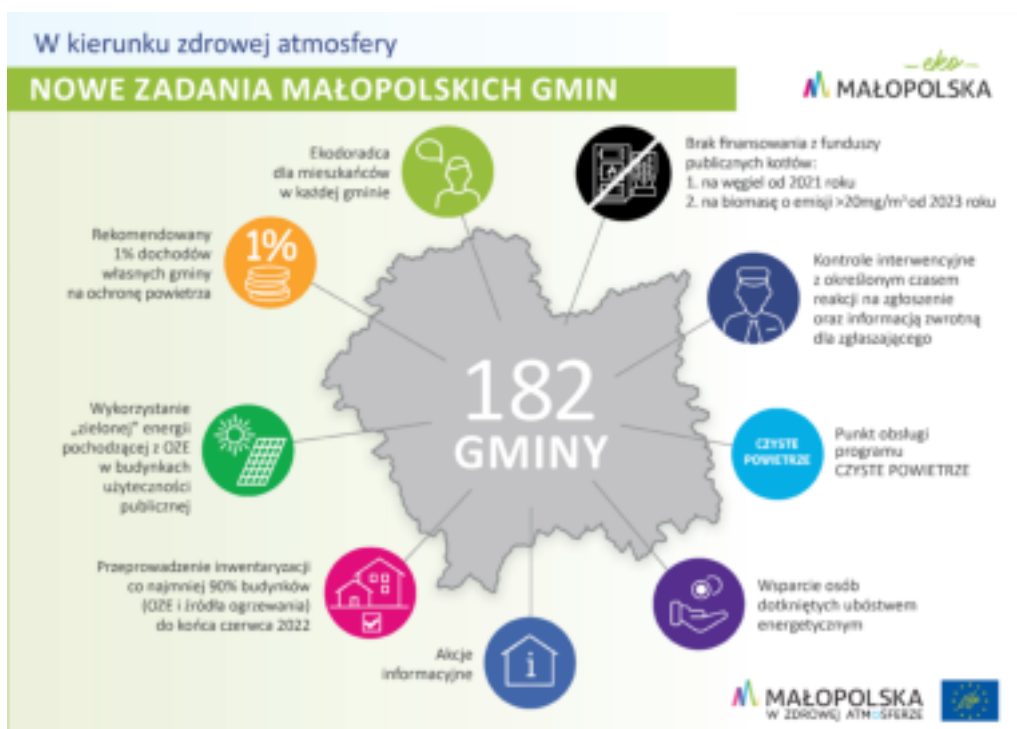 W kierunku zdrowej atmosfery
NOWE ZADANIA MAŁOPOLSKICH GMIN
eko
MAŁOPOLSKA
Ekodoradca
dla mieszkańców
w każdej gminie
Brak finansowania z funduszy
publicznych kotłów:
1. na węgiel od 2021 roku
2. na biomasę o emisji >20mg/m³ od 2023 roku
Rekomendowany
1% dochodów
własnych gminy
na ochronę powietrza
1%
Kontrole interwencyjne
z określonym czasem
reakcji na zgłoszenie
oraz informacją zwrotną
dla zgłaszającego
182
GMINY
Wykorzystanie
„zielonej” energii
pochodzącej z OZE
w budynkach
użyteczności
publicznej
CZYSTE
POWIETRZE
Punkt obsługi
programu
CZYSTE POWIETRZE
Przeprowadzenie inwentaryzacji
co najmniej 90% budynków
(OZE i źródła ogrzewania)
do końca czerwca 2022
Wsparcie osób
dotkniętych ubóstwem
energetycznym
Akcje
informacyjne
i
MAŁOPOLSKA
W ZDROWEJ ATMOSFERZE